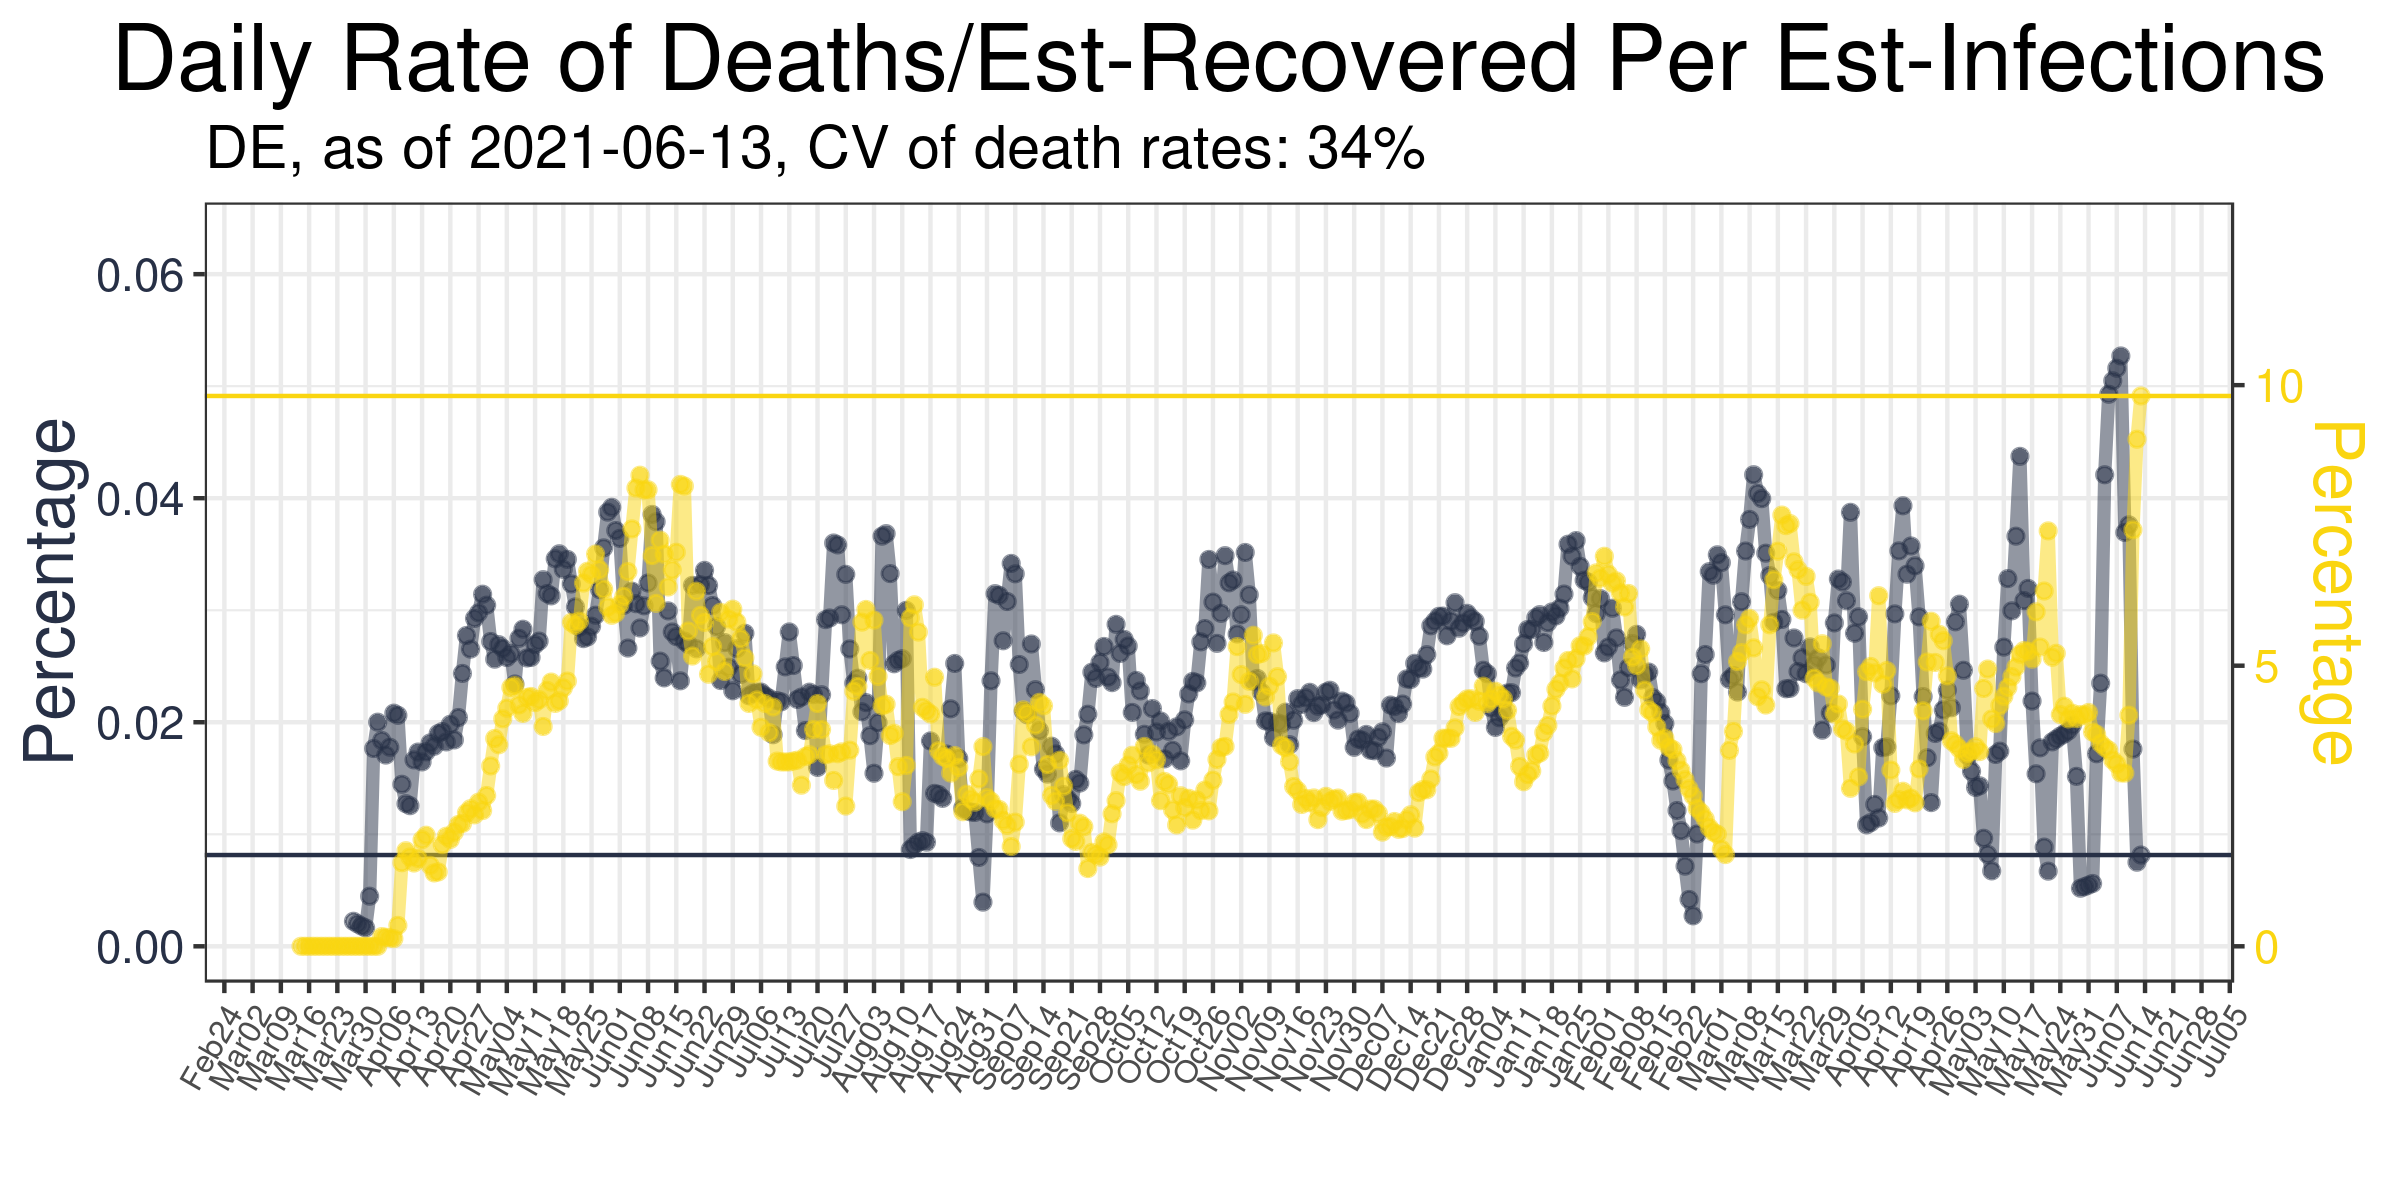 Daily Rate of Deaths/Est-Recovered Per Est-Infections
DE, as of 2021-06-13, CV of death rates: 34%
Percentage
0.06
0.04
0.02
0.00
10
5
0
Percentage
Feb24
Mar02
Mar09
Mar16
Mar23
Mar30
Apr06
Apr13
Apr20
Apr27
May04
May11
May18
May25
Jun01
Jun08
Jun15
Jun22
Jun29
Jul06
Jul13
Jul20
Jul27
Aug03
Aug10
Aug17
Aug24
Aug31
Sep07
Sep14
Sep21
Sep28
Oct05
Oct12
Oct19
Oct26
Nov02
Nov09
Nov16
Nov23
Nov30
Dec07
Dec14
Dec21
Dec28
Jan04
Jan11
Jan18
Jan25
Feb01
Feb08
Feb15
Feb22
Mar01
Mar08
Mar15
Mar22
Mar29
Apr05
Apr12
Apr19
Apr26
May03
May10
May17
May24
May31
Jun07
Jun14
Jun21
Jun28
Jul05